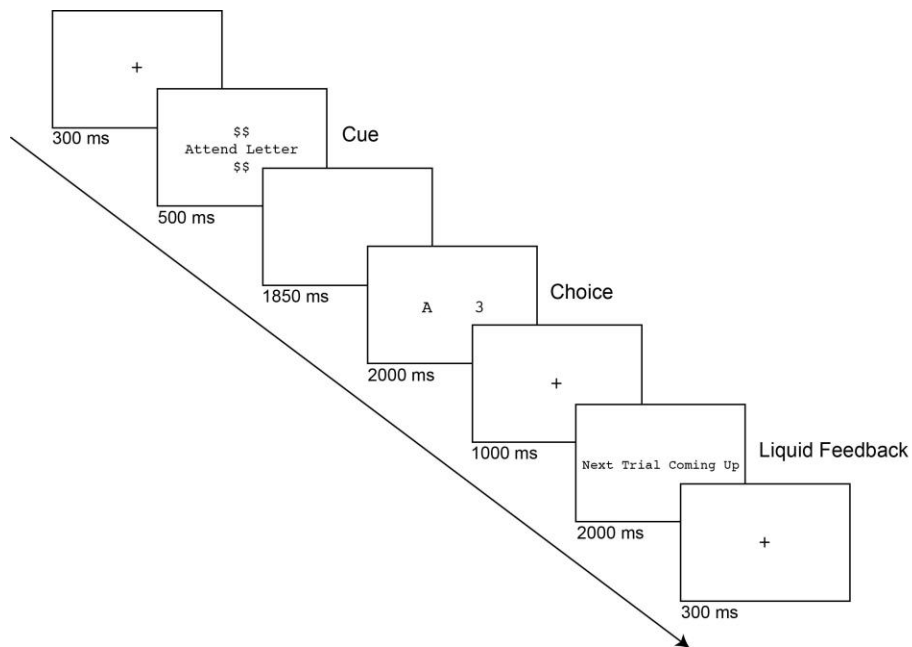 +
300 ms
$$
Attend Letter
$$
Cue
500 ms
1850 ms
A 3
Choice
2000 ms
+
1000 ms
Next Trial Coming Up
Liquid Feedback
2000 ms
+
300 ms